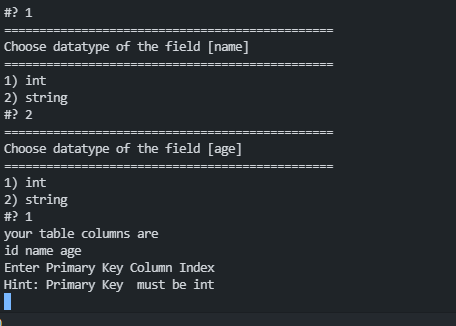 #? 1
===============================================
Choose datatype of the field [name]
===============================================
1) int
2) string
#? 2
===============================================
Choose datatype of the field [age]
===============================================
1) int
2) string
#? 1
your table columns are
id name age
Enter Primary Key Column Index
Hint: Primary Key  must be int